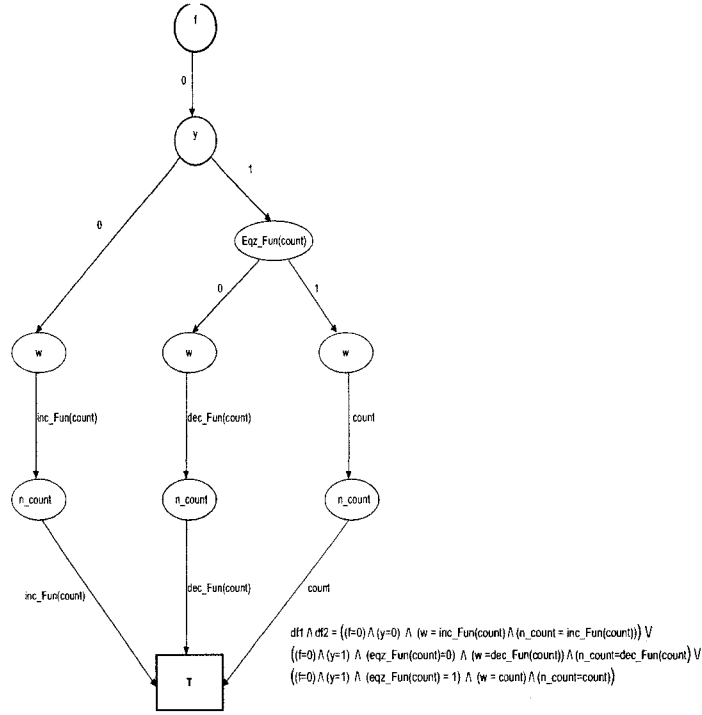 f
0
y
0
1
Eqz_Fun(count)
0
1
w
w
w
inc_Fun(count)
dec_Fun(count)
count
n_count
n_count
n_count
inc_Fun(count)
dec_Fun(count)
count
T
df1 Λ df2 = ((f=0) Λ (y=0) Λ (w = inc_Fun(count) Λ (n_count = inc_Fun(count))) V
((f=0) Λ (y=1) Λ (eqz_Fun(count)=0) Λ (w =dec_Fun(count)) Λ (n_count=dec_Fun(count) V
((f=0) Λ (y=1) Λ (eqz_Fun(count) = 1) Λ (w = count) Λ (n_count=count))